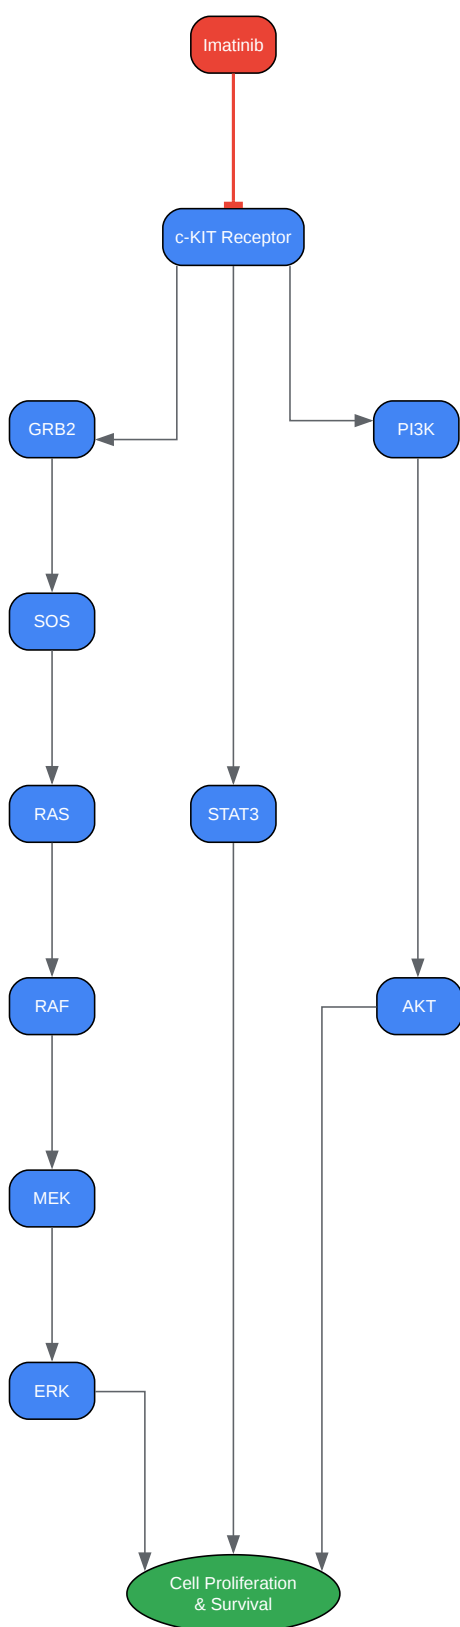 Imatinib
c-KIT Receptor
GRB2
PI3K
SOS
RAS
STAT3
RAF
AKT
MEK
ERK
Cell Proliferation
& Survival